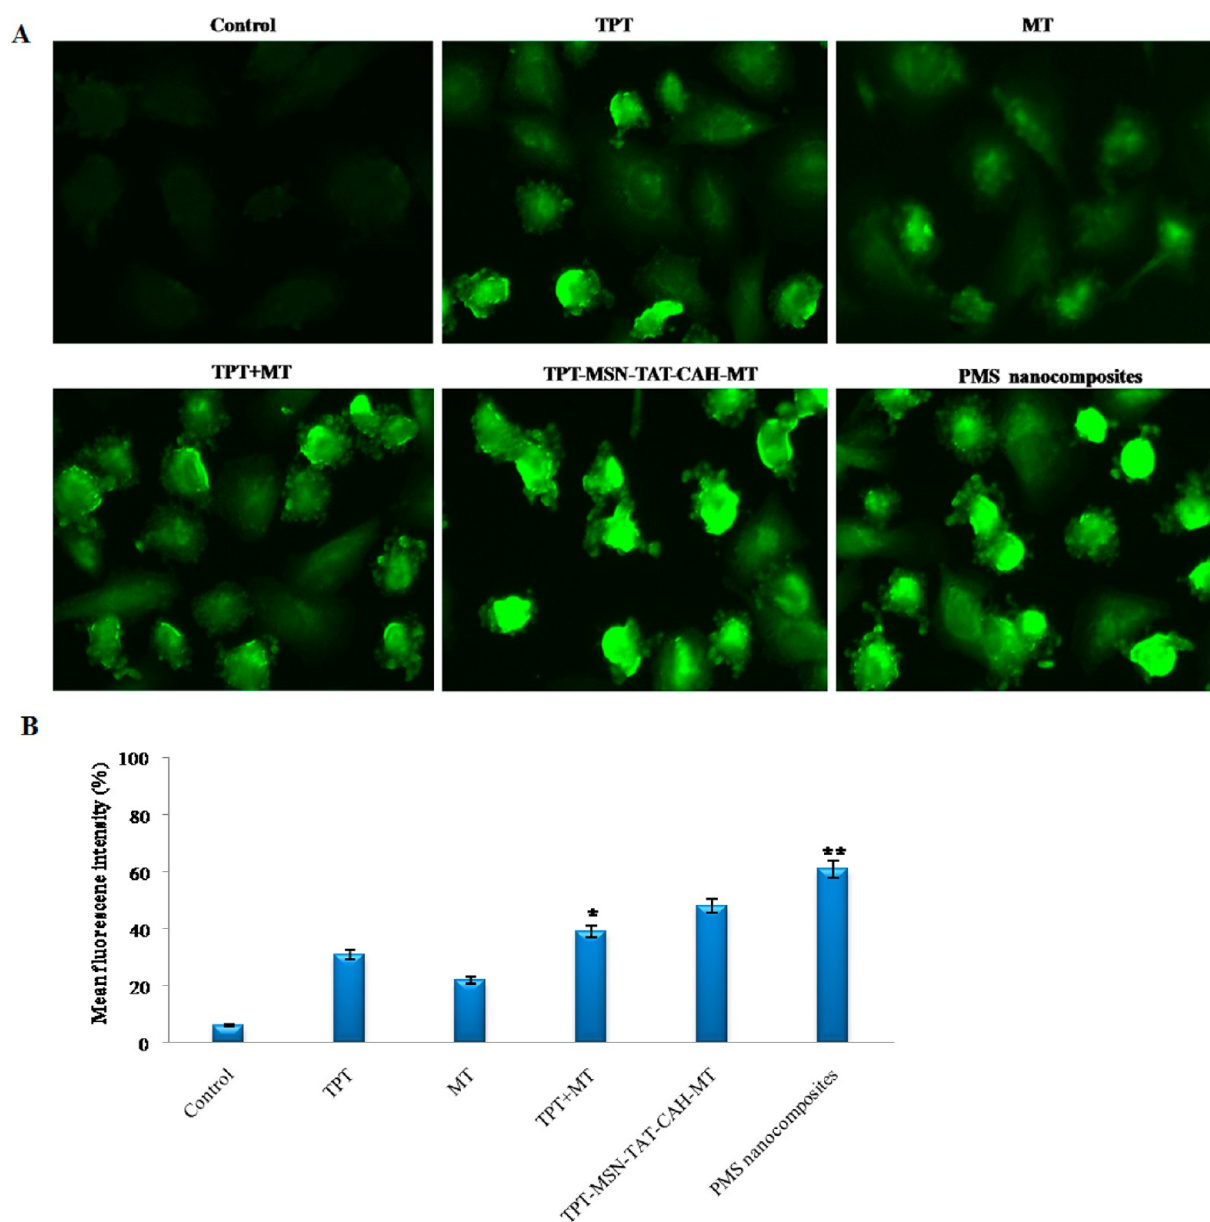 A
Control
TPT
MT
TPT+MT
TPT-MSN-TAT-CAH-MT
PMS nanocomposites
B
Mean fluorescene intensity (%)
100
80
60
40
20
0
*
**
Control
TPT
MT
TPT+MT
TPT-MSN-TAT-CAH-MT
PMS nanocomposites